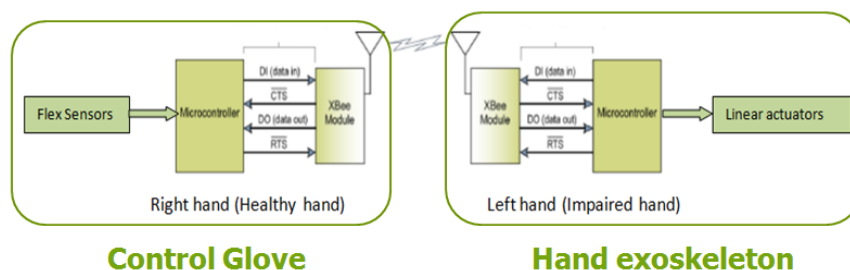 Flex Sensors
Microcontroller
DI (data in)
CTS
DO (data out)
RTS
XBee
Module
Right hand (Healthy hand)
Control Glove
XBee
Module
DI (data in)
CTS
DO (data out)
RTS
Microcontroller
Linear actuators
Left hand (Impaired hand)
Hand exoskeleton